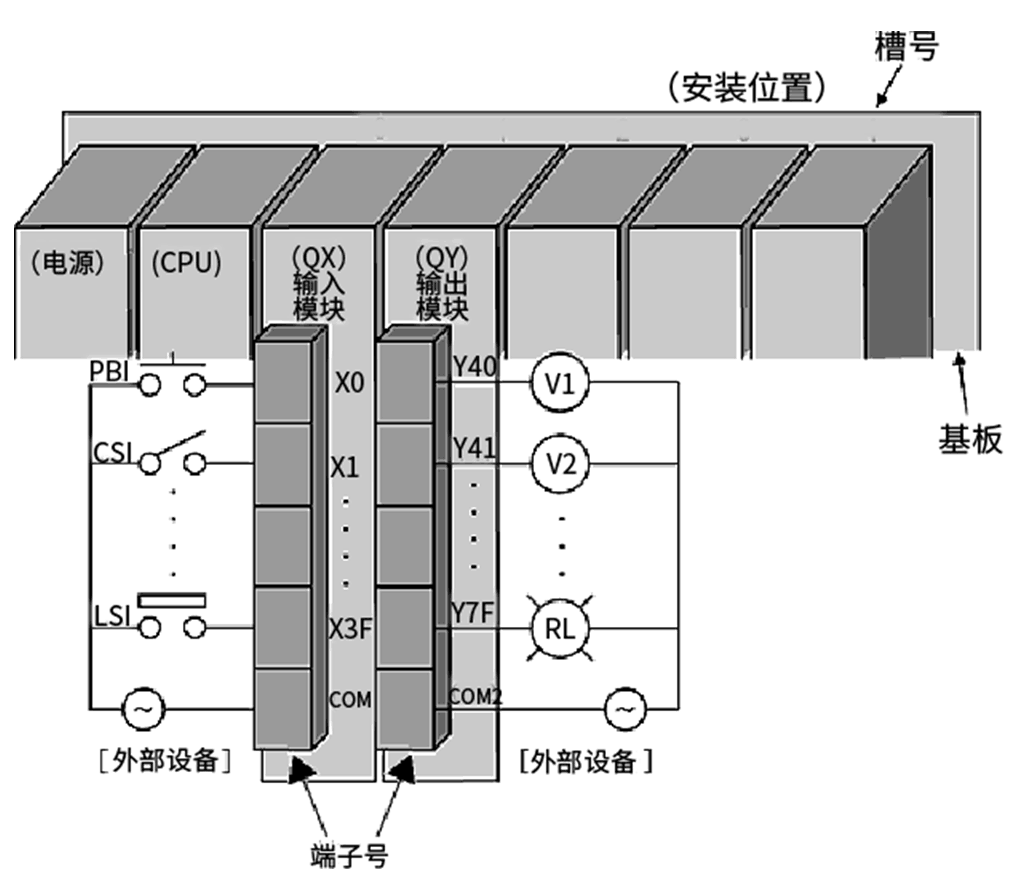 槽号
（安装位置）
（电源）
(CPU)
（QX）
输入
模块
（QY）
输出
模块
PBI
X0
Y40
V1
基板
CSI
X1
Y41
V2
LSI
X3F
Y7F
RL
~
COM
COM2
~
［外部设备］
［外部设备］
端子号